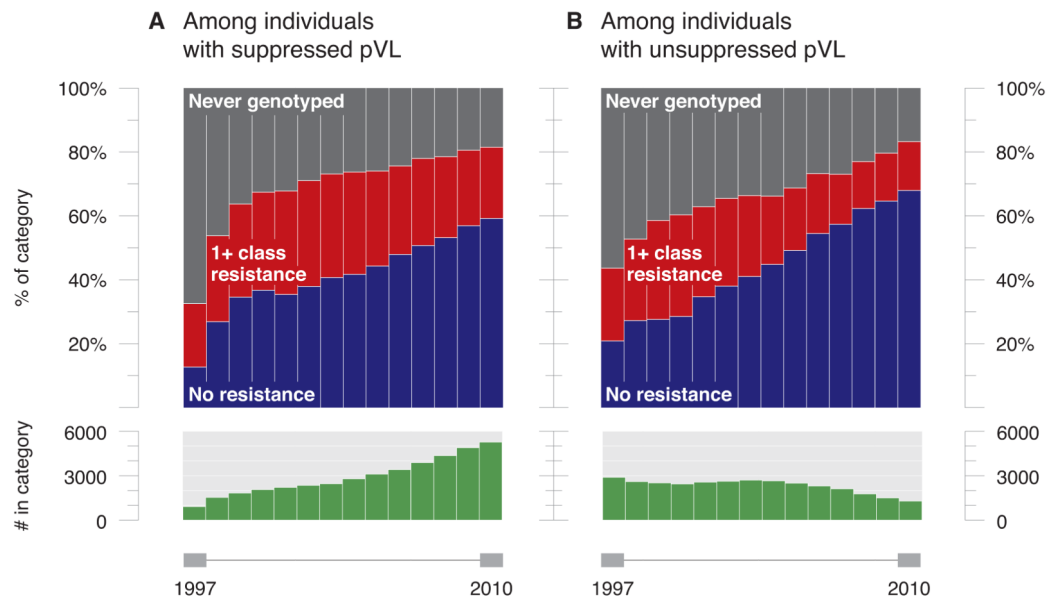 A Among individuals
with suppressed pVL
B Among individuals
with unsuppressed pVL
% of category
100%
80%
60%
40%
20%
Never genotyped
1+ class
resistance
No resistance
Never genotyped
1+ class
resistance
No resistance
100%
80%
60%
40%
20%
# in category
6000
3000
0
6000
3000
0
1997
2010
1997
2010